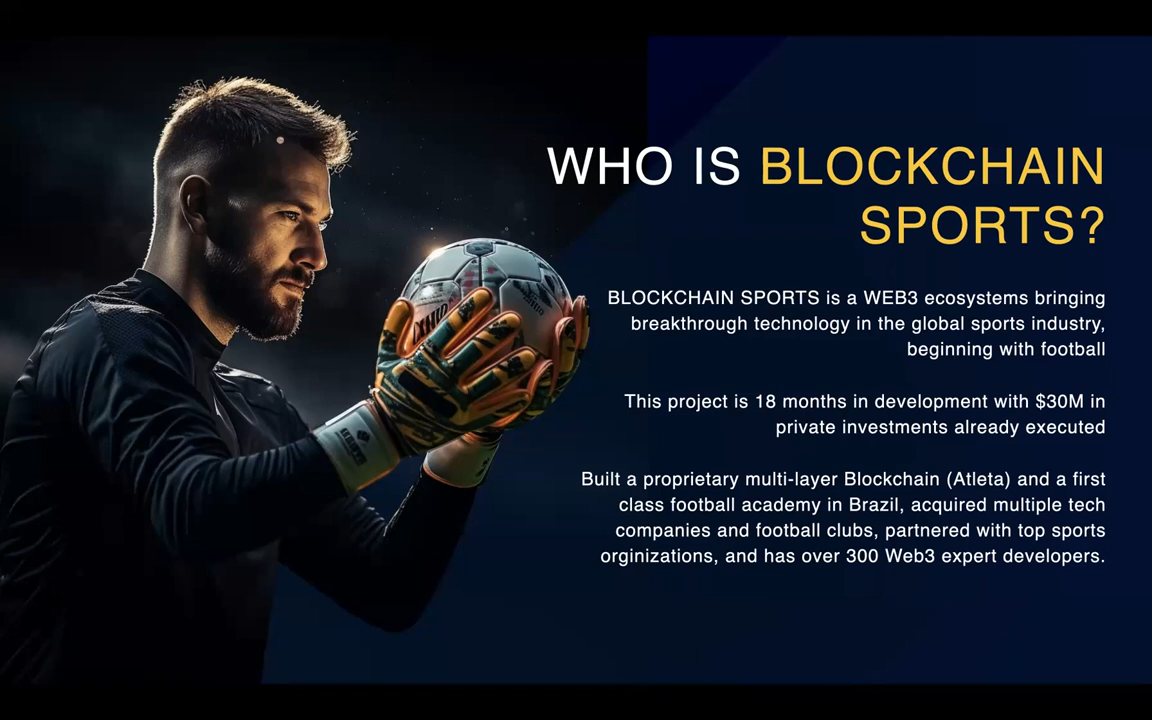 WHO IS BLOCKCHAIN
SPORTS?
BLOCKCHAIN SPORTS is a WEB3 ecosystems bringing
breakthrough technology in the global sports industry,
beginning with football
This project is 18 months in development with $30M in
private investments already executed
Built a proprietary multi-layer Blockchain (Atleta) and a first
class football academy in Brazil, acquired multiple tech
companies and football clubs, partnered with top sports
orginizations, and has over 300 Web3 expert developers.